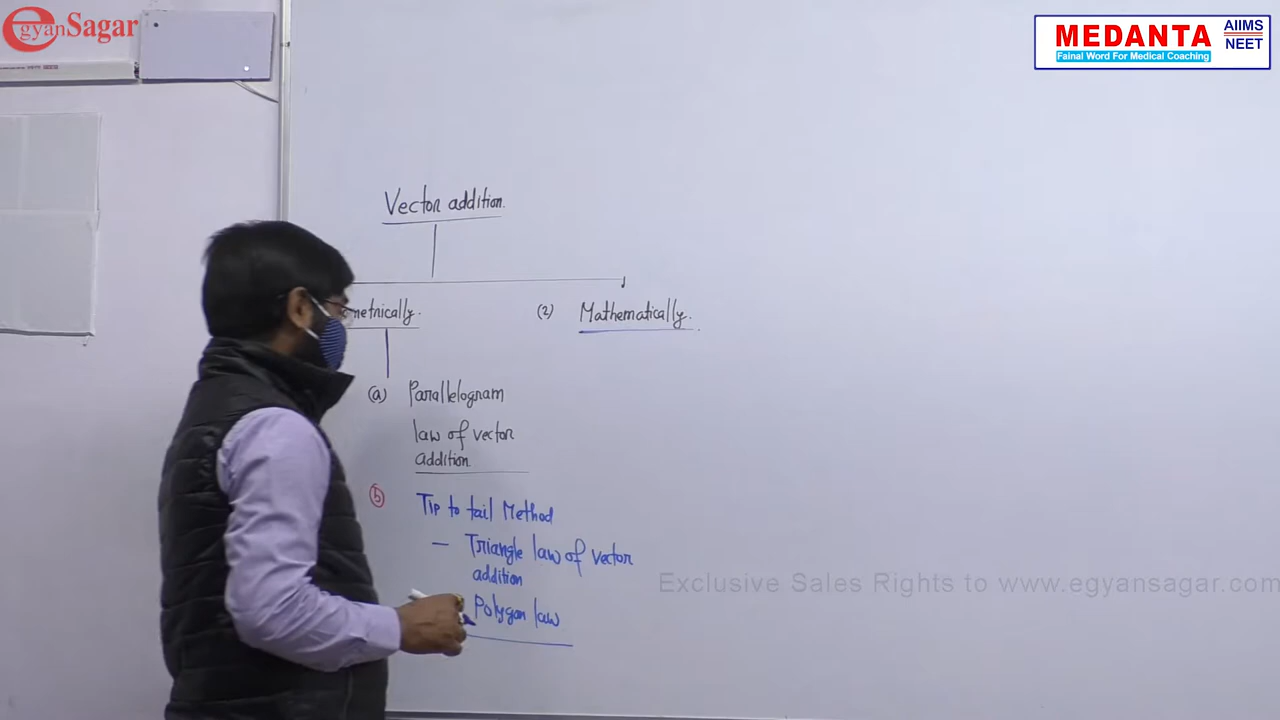 egyanSagar
MEDANTA
AIIMS
NEET
Fainal Word For Medical Coaching
Vector addition.
metrically.
(2) Mathematically.
(a) Parallelogram
law of vector
addition
(b) Tip to tail Method
— Triangle law of vector
addition
Polygon law
Exclusive Sales Rights to www.egyansagar.com